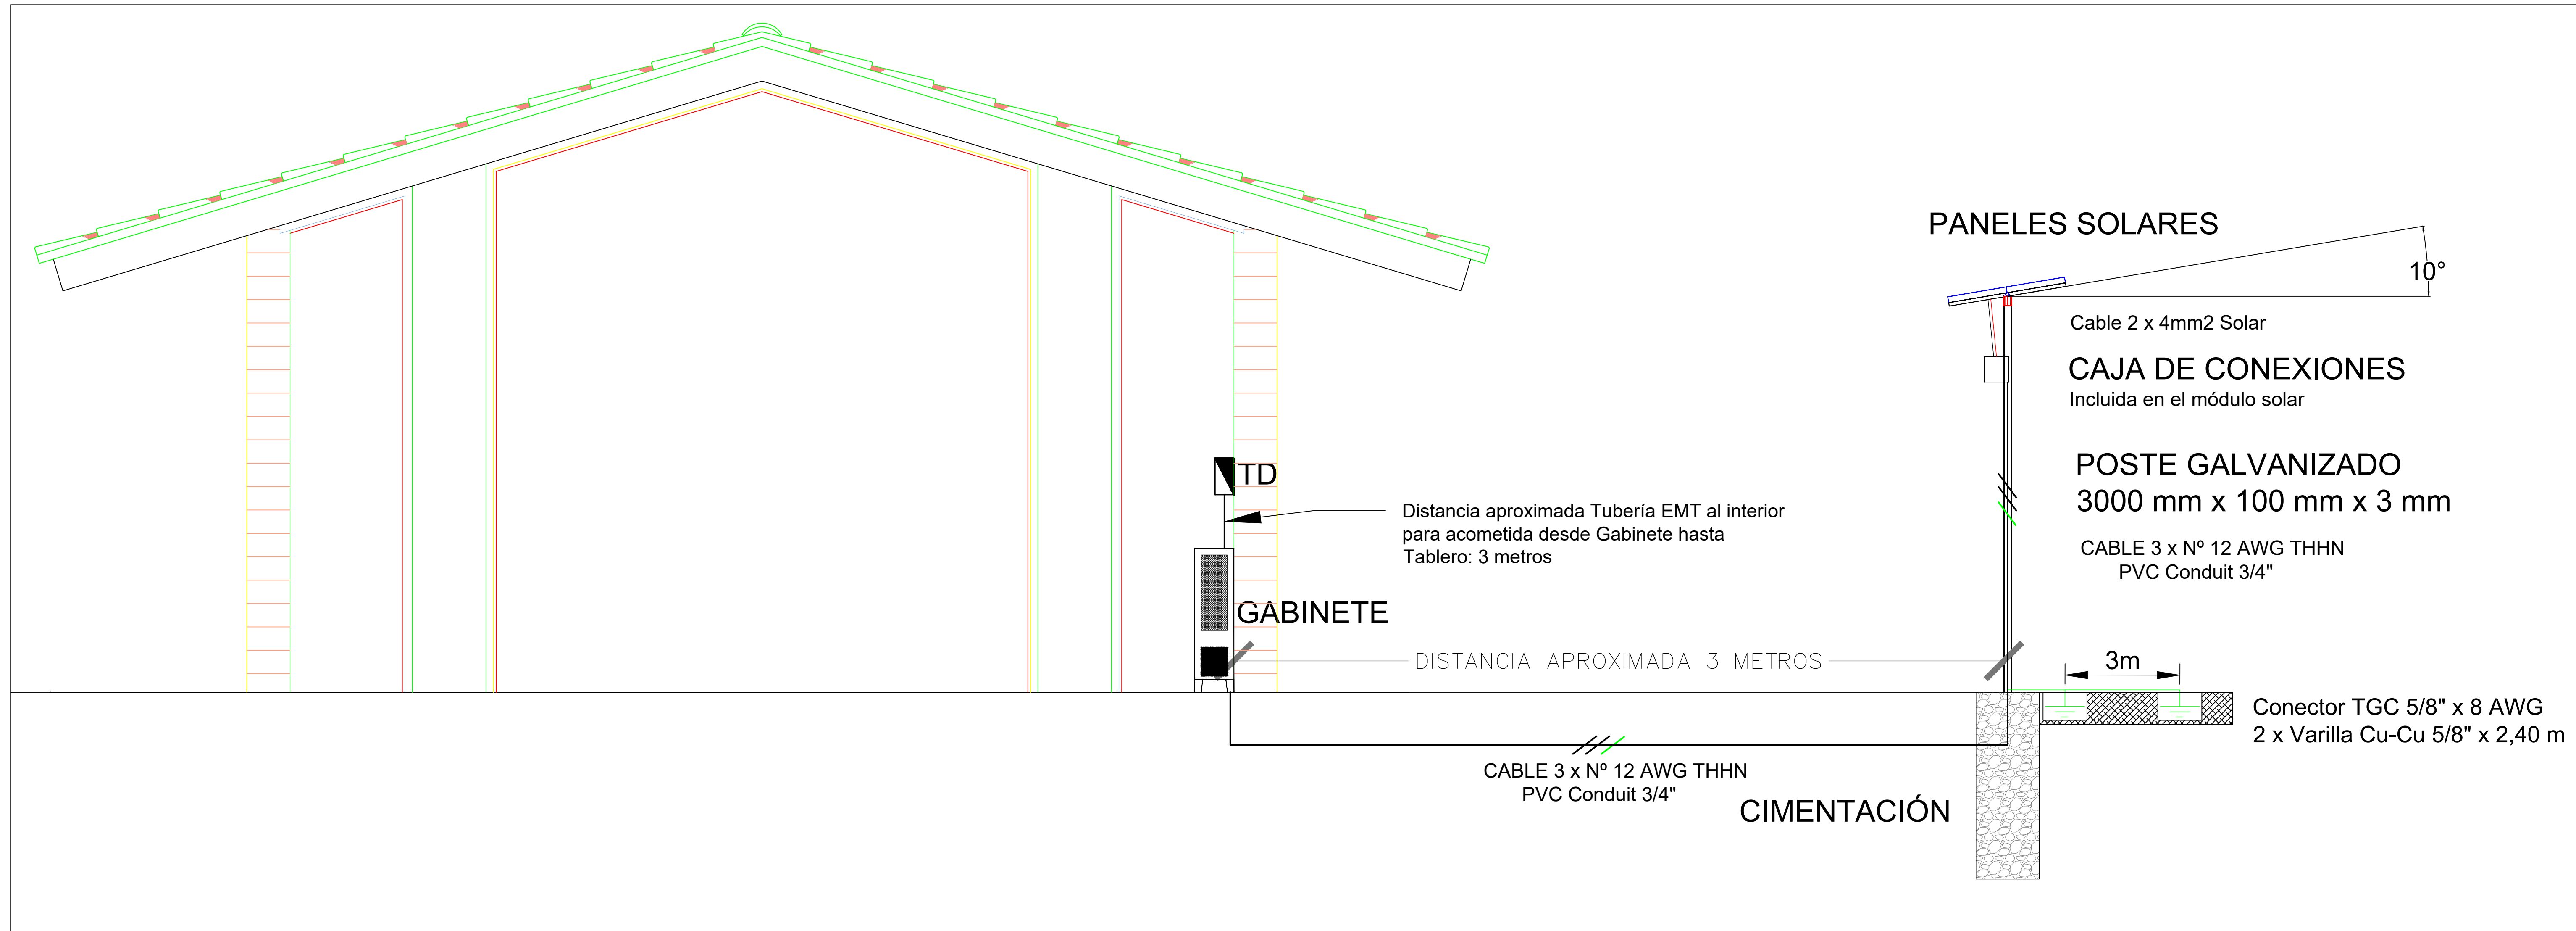 PANELES SOLARES
10°
Cable 2 x 4mm2 Solar
CAJA DE CONEXIONES
Incluida en el módulo solar
POSTE GALVANIZADO
3000 mm x 100 mm x 3 mm
CABLE 3 x Nº 12 AWG THHN
PVC Conduit 3/4"
TD
Distancia aproximada Tubería EMT al interior
para acometida desde Gabinete hasta
Tablero: 3 metros
GABINETE
DISTANCIA APROXIMADA 3 METROS
3m
Conector TGC 5/8" x 8 AWG
2 x Varilla Cu-Cu 5/8" x 2,40 m
CABLE 3 x Nº 12 AWG THHN
PVC Conduit 3/4"
CIMENTACIÓN